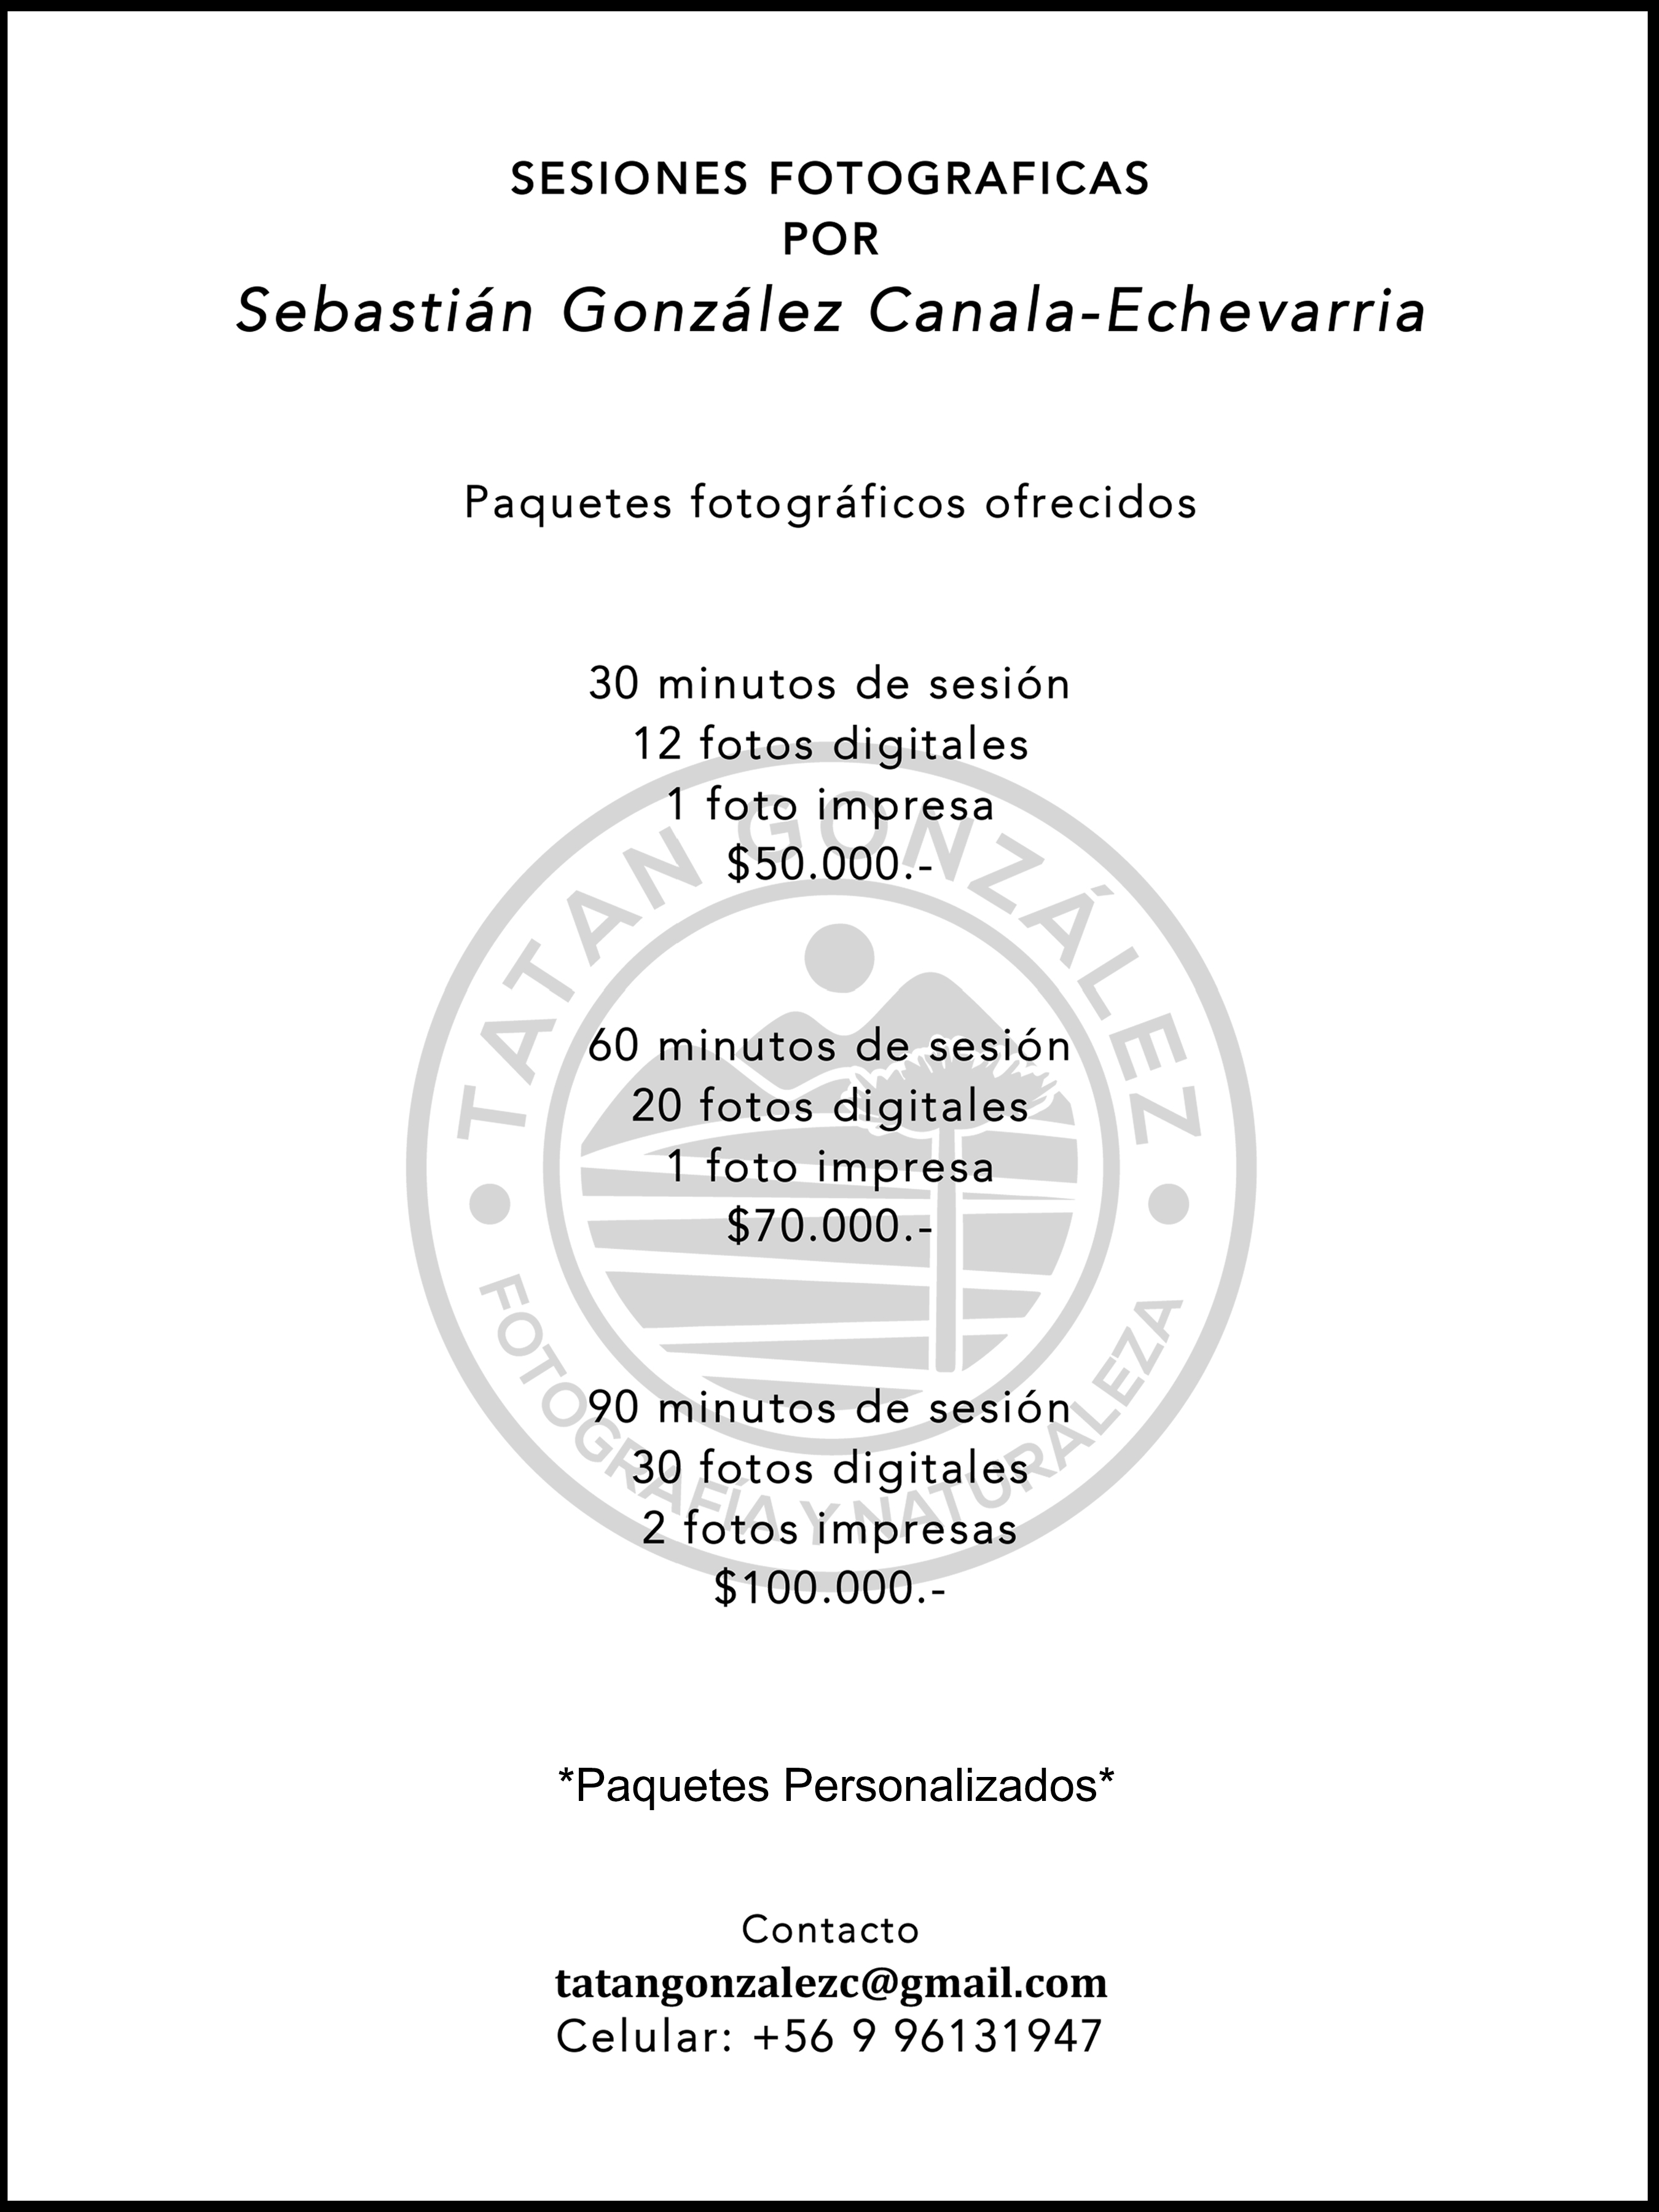 SESIONES FOTOGRAFICAS
POR
Sebastián González Canala-Echevarria
Paquetes fotográficos ofrecidos
30 minutos de sesión
12 fotos digitales
1 foto impresa
$50.000.-
60 minutos de sesión
20 fotos digitales
1 foto impresa
$70.000.-
90 minutos de sesión
30 fotos digitales
2 fotos impresas
$100.000.-
TATAN GONZÁLEZ
FOTOGRAFÍA Y NATURALEZA
*Paquetes Personalizados*
Contacto
tatangonzalezc@gmail.com
Celular: +56 9 96131947